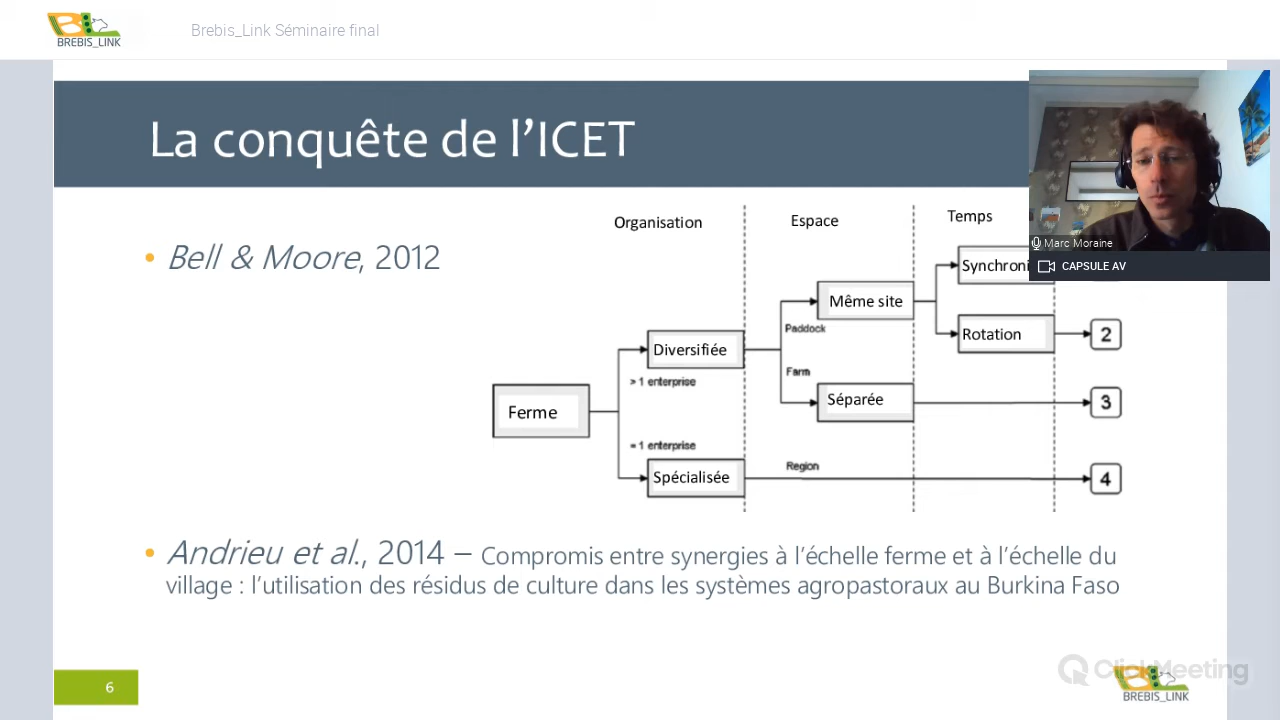 BREBIS_LINK
Brebis_Link Séminaire final
La conquête de l'ICET
Marc Moraine
CAPSULE AV
• Bell & Moore, 2012
Organisation
Espace
Temps
Synchroni
Même site
Paddock
Rotation
2
Diversifiée
> 1 enterprise
Farm
Séparée
3
Ferme
= 1 enterprise
Spécialisée
Region
4
• Andrieu et al., 2014 – Compromis entre synergies à l'échelle ferme et à l'échelle du
village : l'utilisation des résidus de culture dans les systèmes agropastoraux au Burkina Faso
6
ClickMeeting
BREBIS_LINK